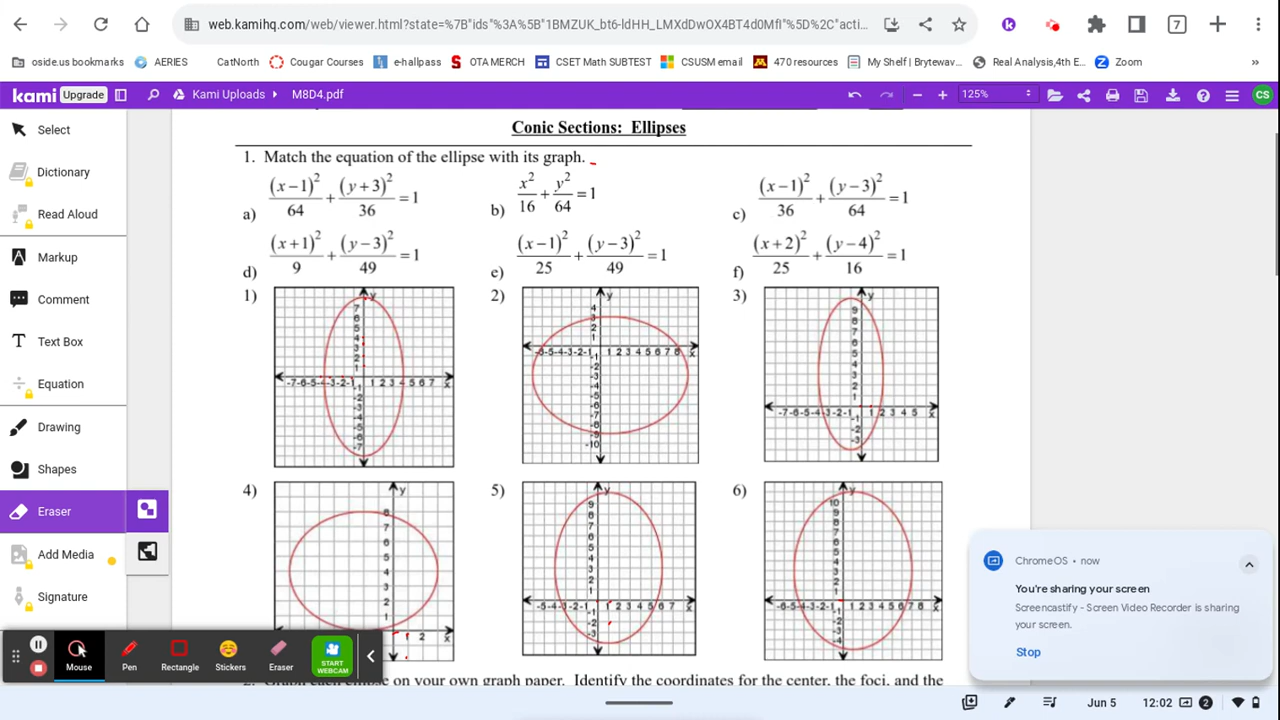 web.kamihq.com/web/viewer.html?state=%7B"ids"%3A%5B"1BMZUK_bt6-ldHH_LMXdDwOX4BT4d0MfI"%5D%2C"acti...
7
oside.us bookmarks AERIES CatNorth Cougar Courses e-hallpass OTA MERCH CSET Math SUBTEST CSUSM email 470 resources My Shelf | Brytewav... Real Analysis,4th E... Zoom »
kami Upgrade Kami Uploads M8D4.pdf 125% CS
Conic Sections: Ellipses
1. Match the equation of the ellipse with its graph.
a) (x−1)²/64 + (y+3)²/36 = 1 b) x²/16 + y²/64 = 1 c) (x−1)²/36 + (y−3)²/64 = 1
d) (x+1)²/9 + (y−3)²/49 = 1 e) (x−1)²/25 + (y−3)²/49 = 1 f) (x+2)²/25 + (y−4)²/16 = 1
1) 2) 3)
4) 5) 6)
2. Graph each ellipse on your own graph paper. Identify the coordinates for the center, the foci, and the
Select
Dictionary
Read Aloud
Markup
Comment
Text Box
Equation
Drawing
Shapes
Eraser
Add Media
Signature
Mouse Pen Rectangle Stickers Eraser START WEBCAM
ChromeOS • now
You're sharing your screen
Screencastify - Screen Video Recorder is sharing
your screen.
Stop
Jun 5 12:02 2